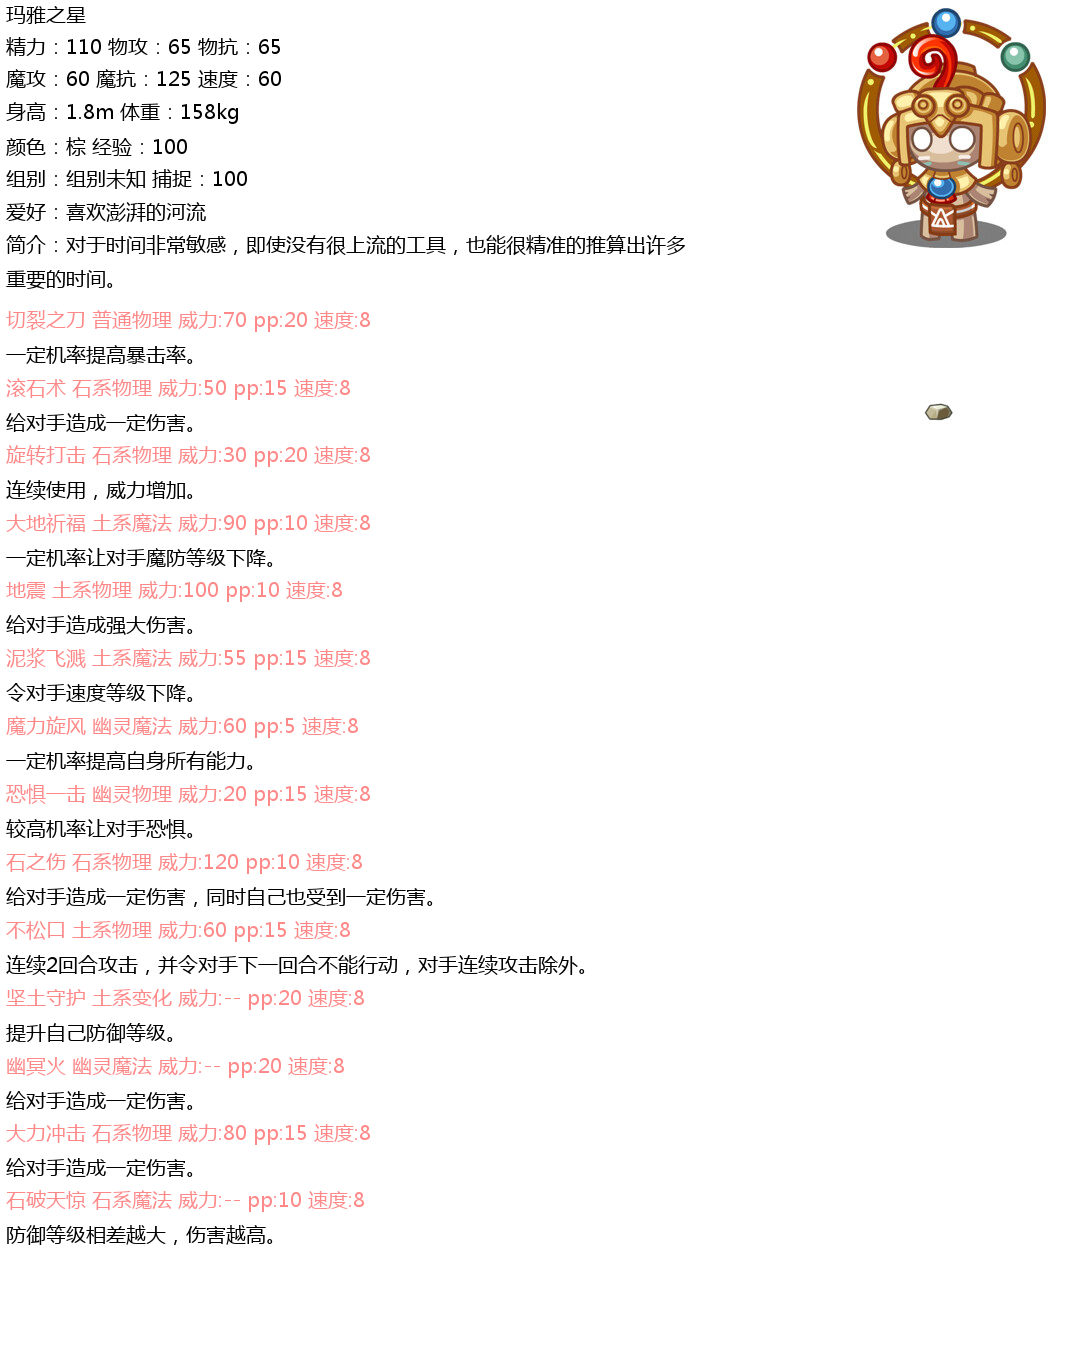 玛雅之星
精力：110 物攻：65 物抗：65
魔攻：60 魔抗：125 速度：60
身高：1.8m 体重：158kg
颜色：棕 经验：100
组别：组别未知 捕捉：100
爱好：喜欢澎湃的河流
简介：对于时间非常敏感，即使没有很上流的工具，也能很精准的推算出许多
重要的时间。
切裂之刀 普通物理 威力:70 pp:20 速度:8
一定机率提高暴击率。
滚石术 石系物理 威力:50 pp:15 速度:8
给对手造成一定伤害。
旋转打击 石系物理 威力:30 pp:20 速度:8
连续使用，威力增加。
大地祈福 土系魔法 威力:90 pp:10 速度:8
一定机率让对手魔防等级下降。
地震 土系物理 威力:100 pp:10 速度:8
给对手造成强大伤害。
泥浆飞溅 土系魔法 威力:55 pp:15 速度:8
令对手速度等级下降。
魔力旋风 幽灵魔法 威力:60 pp:5 速度:8
一定机率提高自身所有能力。
恐惧一击 幽灵物理 威力:20 pp:15 速度:8
较高机率让对手恐惧。
石之伤 石系物理 威力:120 pp:10 速度:8
给对手造成一定伤害，同时自己也受到一定伤害。
不松口 土系物理 威力:60 pp:15 速度:8
连续2回合攻击，并令对手下一回合不能行动，对手连续攻击除外。
坚土守护 土系变化 威力:-- pp:20 速度:8
提升自己防御等级。
幽冥火 幽灵魔法 威力:-- pp:20 速度:8
给对手造成一定伤害。
大力冲击 石系物理 威力:80 pp:15 速度:8
给对手造成一定伤害。
石破天惊 石系魔法 威力:-- pp:10 速度:8
防御等级相差越大，伤害越高。